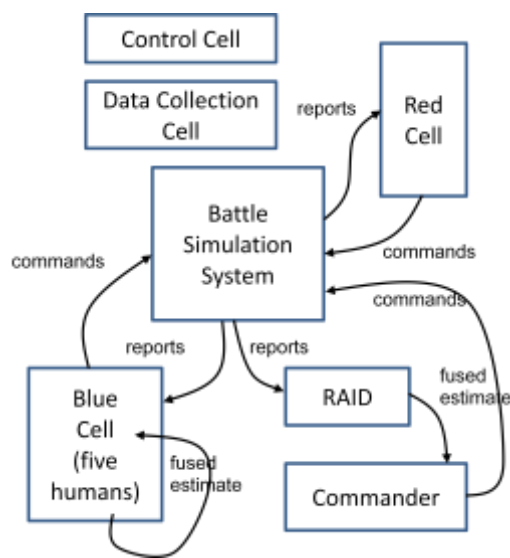 Control Cell
Data Collection
Cell
reports
Red
Cell
Battle
Simulation
System
commands
commands
commands
reports
reports
fused
estimate
RAID
Blue
Cell
(five
humans)
fused
estimate
Commander